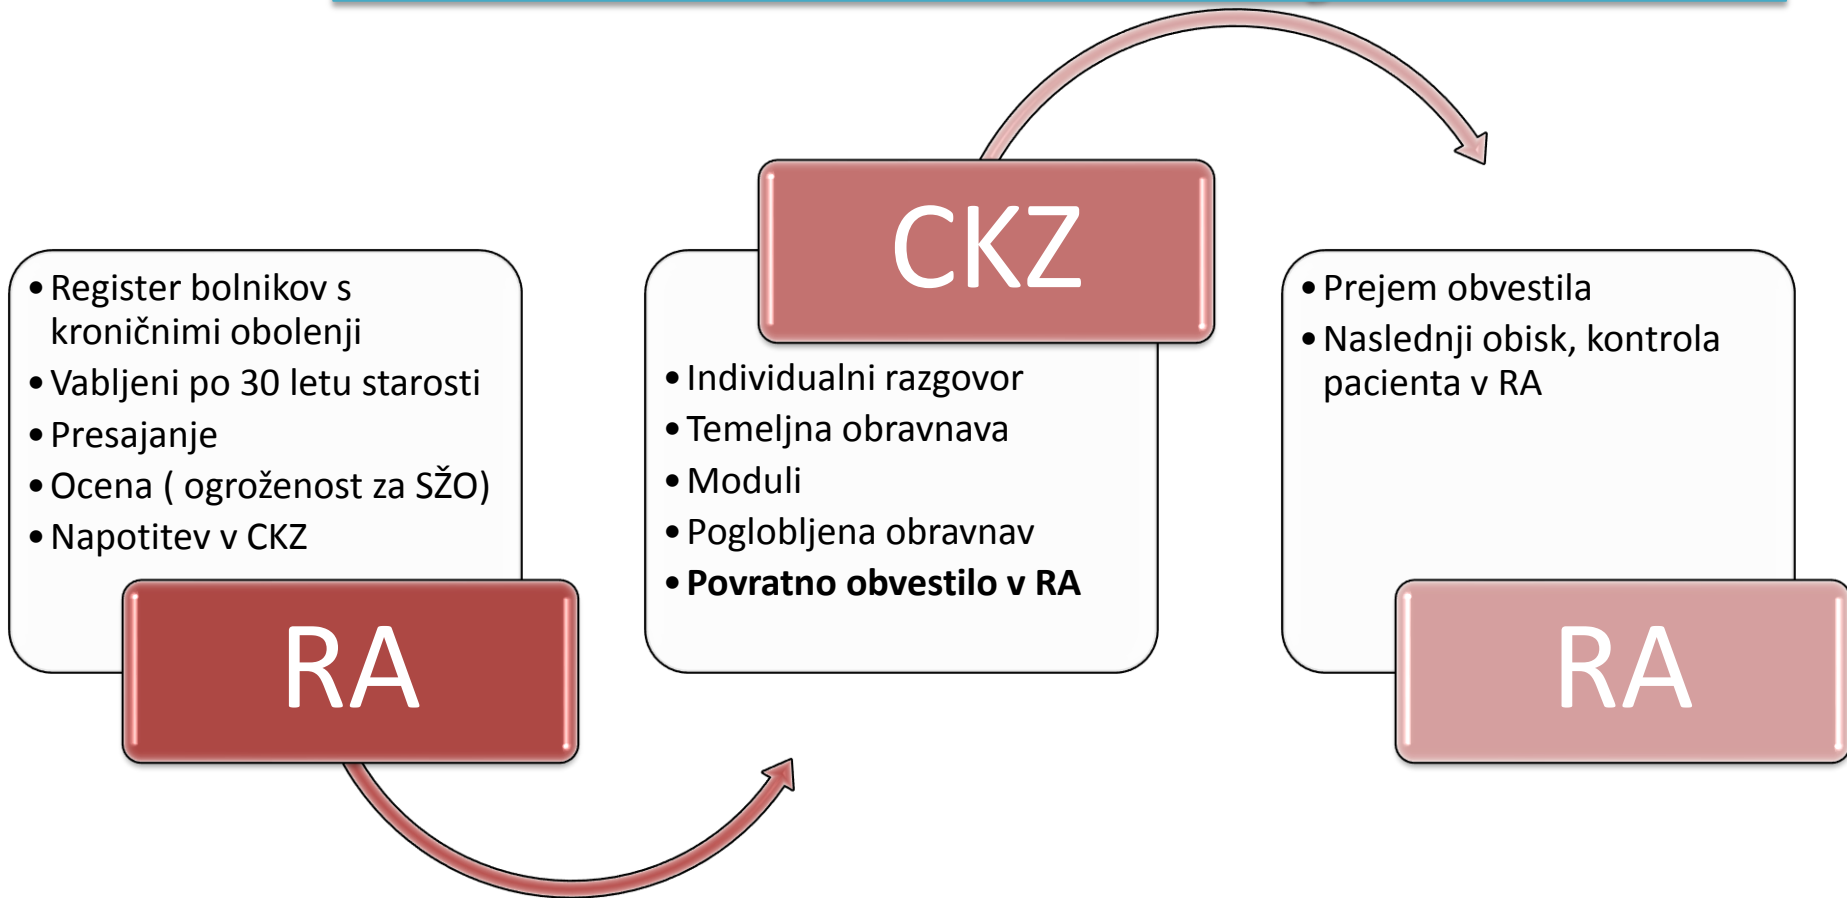 • Register bolnikov s
kroničnimi obolenji
• Vabljeni po 30 letu starosti
• Presajanje
• Ocena ( ogroženost za SŽO)
• Napotitev v CKZ
RA
CKZ
• Individualni razgovor
• Temeljna obravnava
• Moduli
• Poglobljena obravnav
• Povratno obvestilo v RA
• Prejem obvestila
• Naslednji obisk, kontrola
pacienta v RA
RA